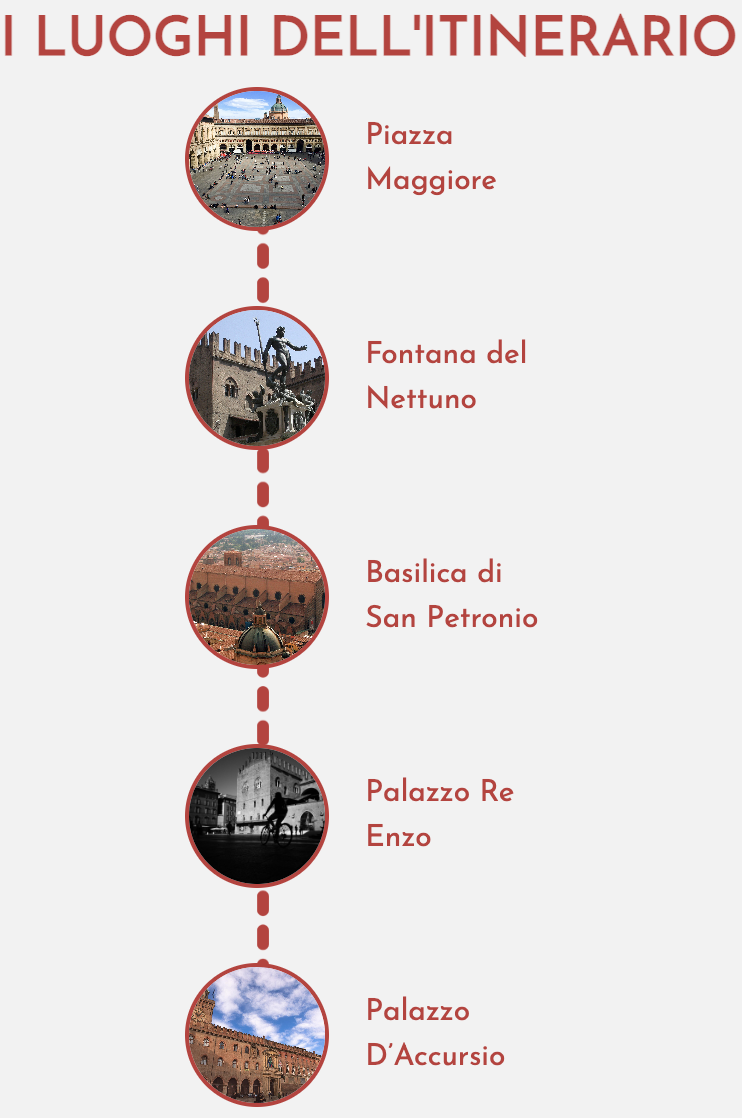 I LUOGHI DELL'ITINERARIO
Piazza
Maggiore
Fontana del
Nettuno
Basilica di
San Petronio
Palazzo Re
Enzo
Palazzo
D’Accursio